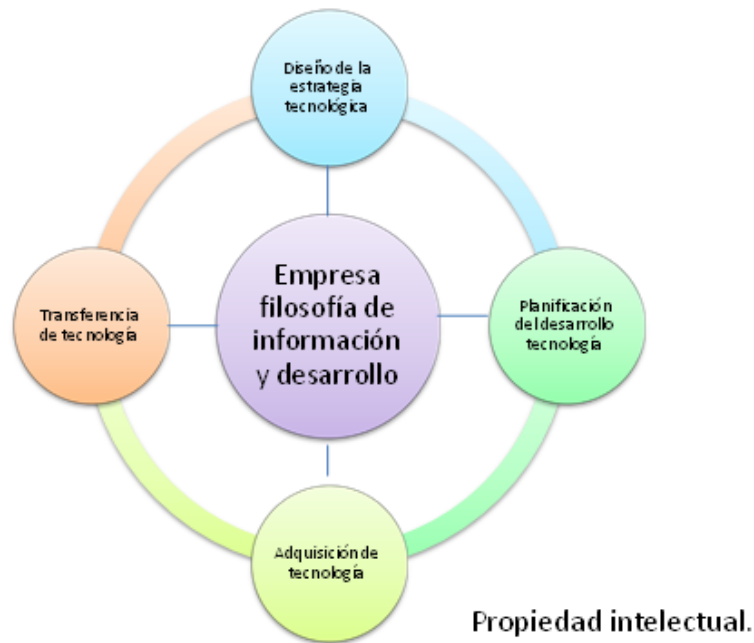 Diseño de la
estrategia
tecnológica
Transferencia
de tecnología
Empresa
filosofía de
información
y desarrollo
Planificación
del desarrollo
tecnología
Adquisición de
tecnología
Propiedad intelectual.